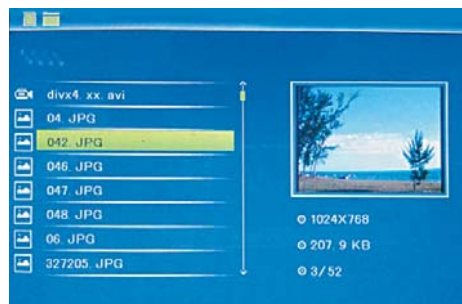 divx4. xx. avi
04. JPG
042. JPG
046. JPG
047. JPG
048. JPG
06. JPG
327205. JPG
1024X768
207. 9 KB
3/52